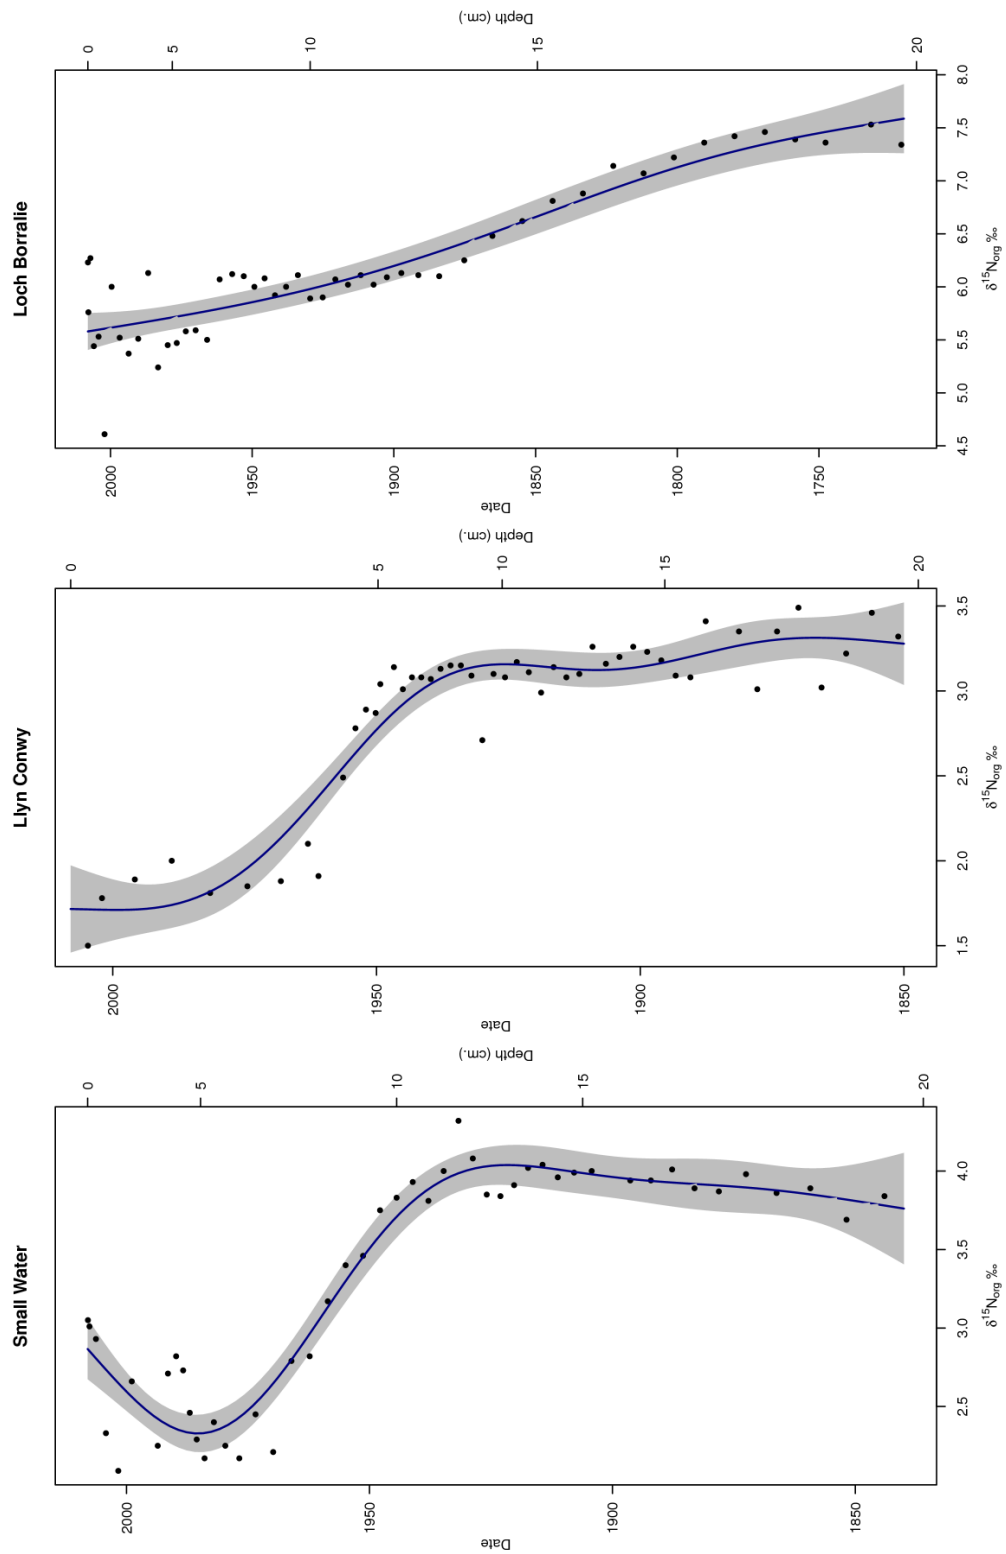 Small Water
Date
2000
1950
1900
1850
2.5 3.0 3.5 4.0
δ¹⁵N_org ‰
0
5
10
15
20
Depth (cm.)
Llyn Conwy
Date
2000
1950
1900
1850
1.5 2.0 2.5 3.0 3.5
δ¹⁵N_org ‰
0
5
10
15
20
Depth (cm.)
Loch Borralie
Date
2000
1950
1900
1850
1800
1750
4.5 5.0 5.5 6.0 6.5 7.0 7.5 8.0
δ¹⁵N_org ‰
0
5
10
15
20
Depth (cm.)